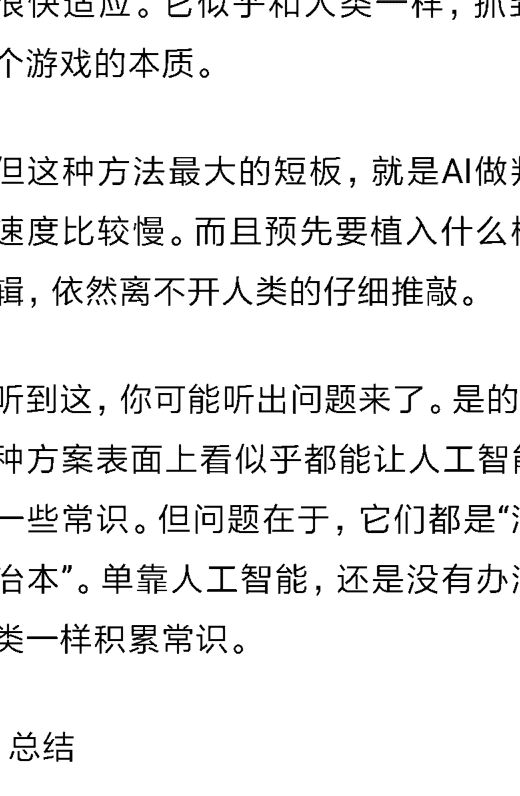 很快适应。它似乎和人类一样，抓到
个游戏的本质。
但这种方法最大的短板，就是AI做判
速度比较慢。而且预先要植入什么样
辑，依然离不开人类的仔细推敲。
听到这，你可能听出问题来了。是的
种方案表面上看似乎都能让人工智能
一些常识。但问题在于，它们都是“治
治本”。单靠人工智能，还是没有办法
类一样积累常识。
总结